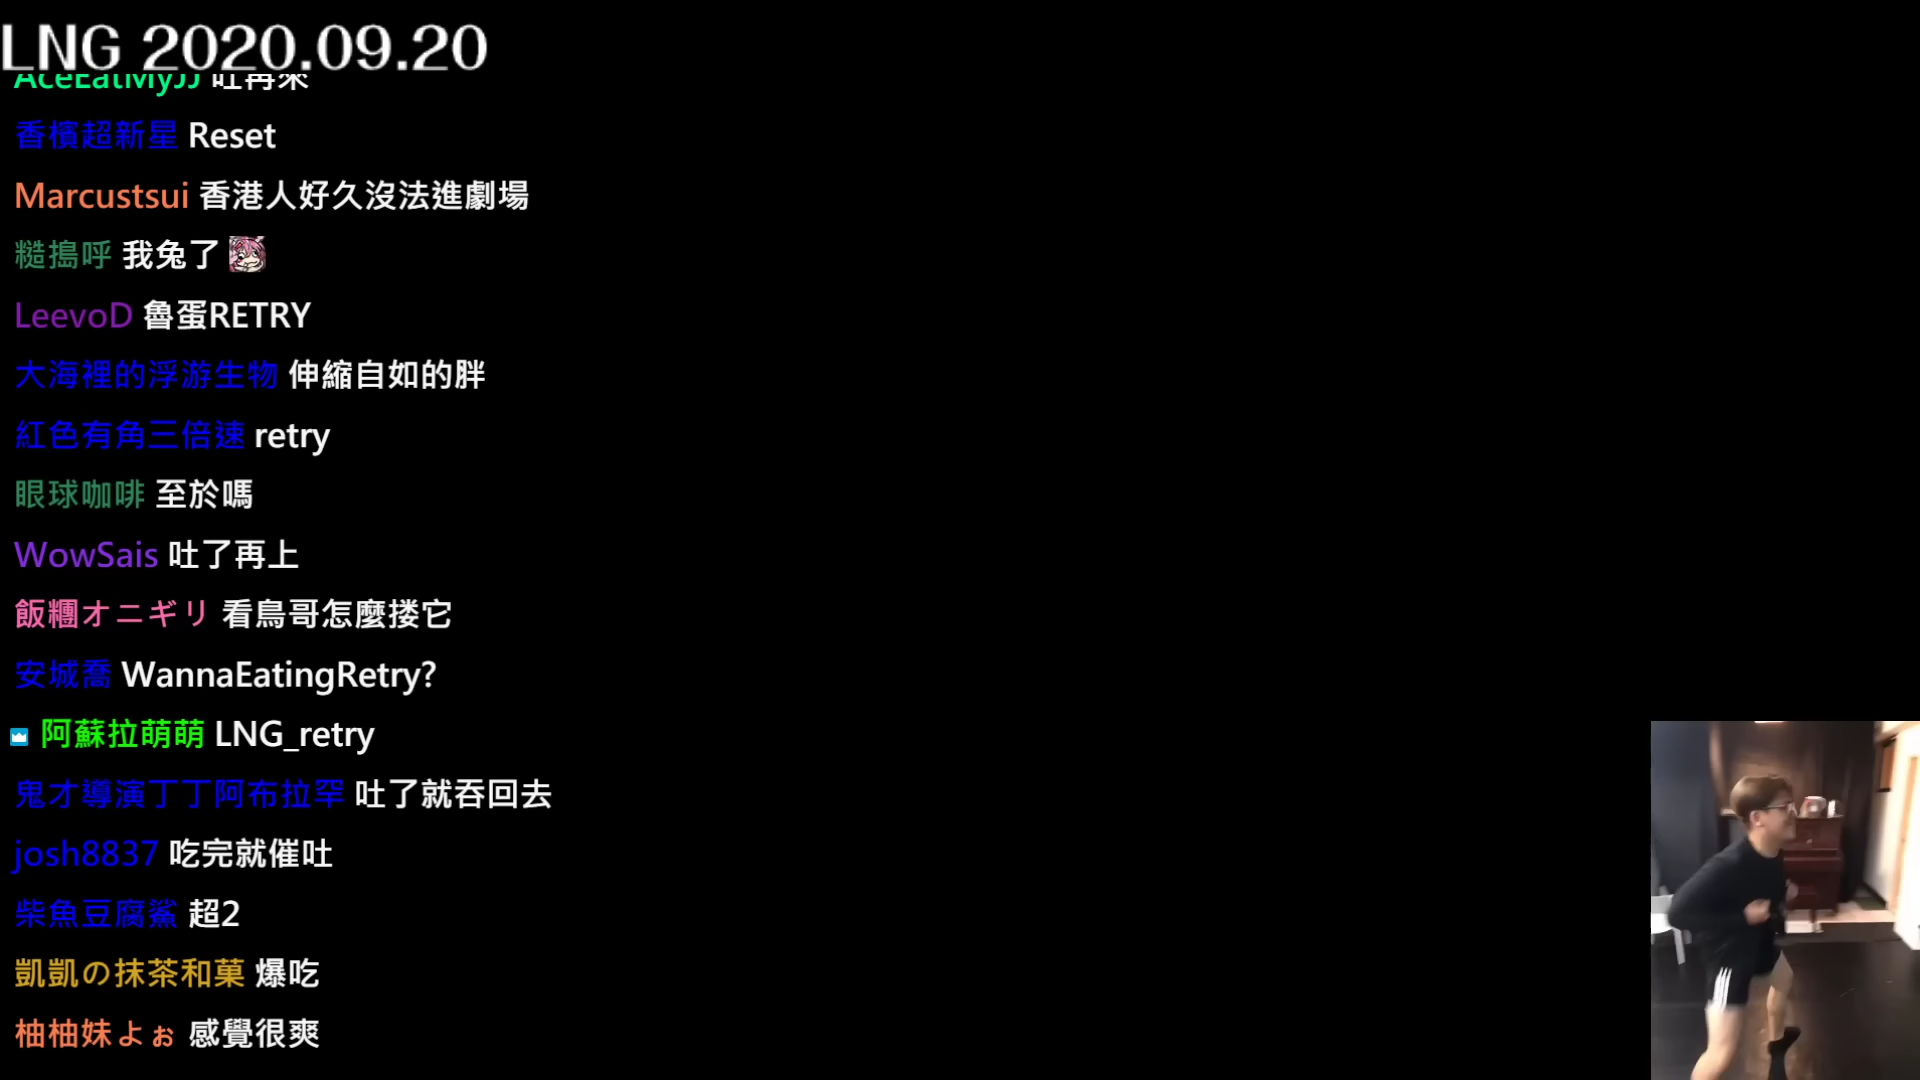 LNG 2020.09.20
AceEatMyJJ 吐再來
香檳超新星 Reset
Marcustsui 香港人好久沒法進劇場
糙搗呼 我兔了
LeevoD 魯蛋RETRY
大海裡的浮游生物 伸縮自如的胖
紅色有角三倍速 retry
眼球咖啡 至於嗎
WowSais 吐了再上
飯糰オニギリ 看鳥哥怎麼搂它
安城喬 WannaEatingRetry?
阿蘇拉萌萌 LNG_retry
鬼才導演丁丁阿布拉罕 吐了就吞回去
josh8837 吃完就催吐
柴魚豆腐鯊 超2
凱凱の抹茶和菓 爆吃
柚柚妹よぉ 感覺很爽